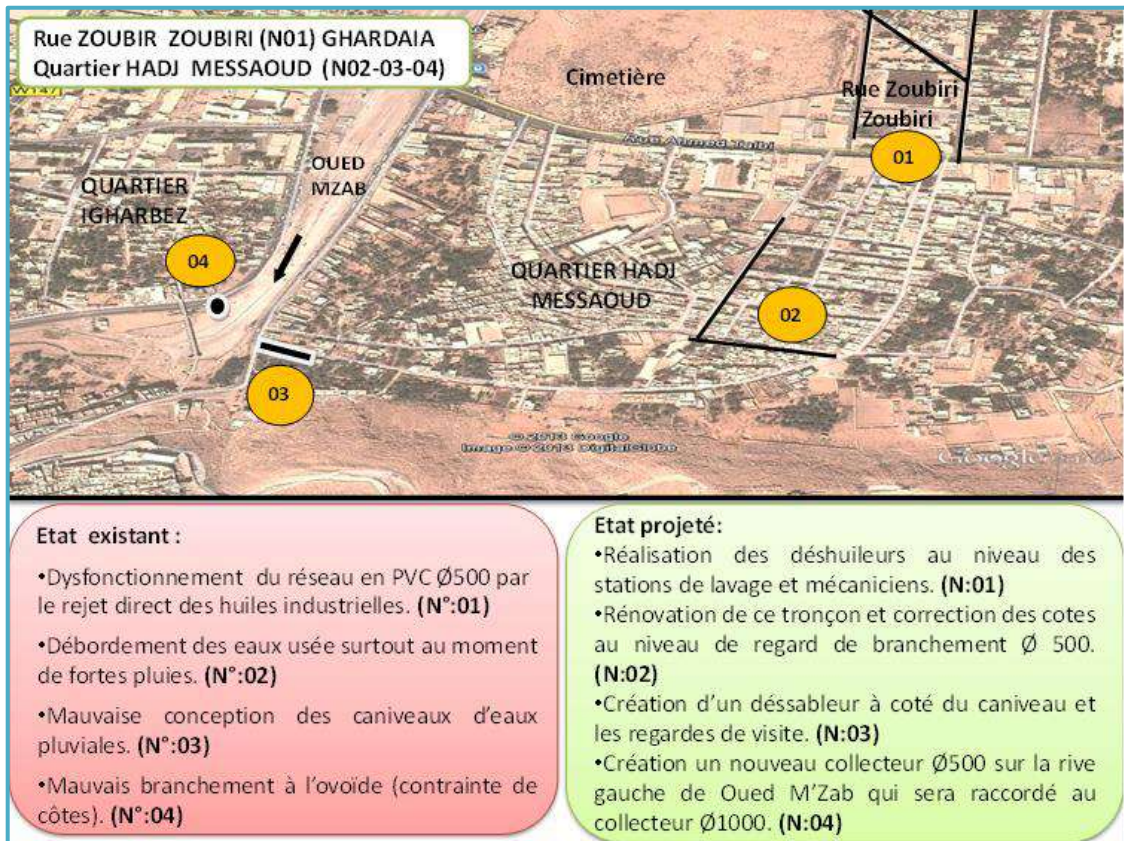 Rue ZOUBIR ZOUBIRI (N01) GHARDAIA
Quartier HADJ MESSAOUD (N02-03-04)
Cimetière
Rue Zoubiri
Zoubiri
01
OUED
MZAB
QUARTIER
IGHARBEZ
04
QUARTIER HADJ
MESSAOUD
02
03
© 2013 Google
Image © 2013 DigitalGlobe
Google
Etat existant :
•Dysfonctionnement du réseau en PVC Ø500 par
le rejet direct des huiles industrielles. (N°:01)
•Débordement des eaux usée surtout au moment
de fortes pluies. (N°:02)
•Mauvaise conception des caniveaux d’eaux
pluviales. (N°:03)
•Mauvais branchement à l’ovoïde (contrainte de
côtes). (N°:04)
Etat projeté:
•Réalisation des déshuileurs au niveau des
stations de lavage et mécaniciens. (N:01)
•Rénovation de ce tronçon et correction des cotes
au niveau de regard de branchement Ø 500.
(N:02)
•Création d’un déssableur à coté du caniveau et
les regardes de visite. (N:03)
•Création un nouveau collecteur Ø500 sur la rive
gauche de Oued M’Zab qui sera raccordé au
collecteur Ø1000. (N:04)